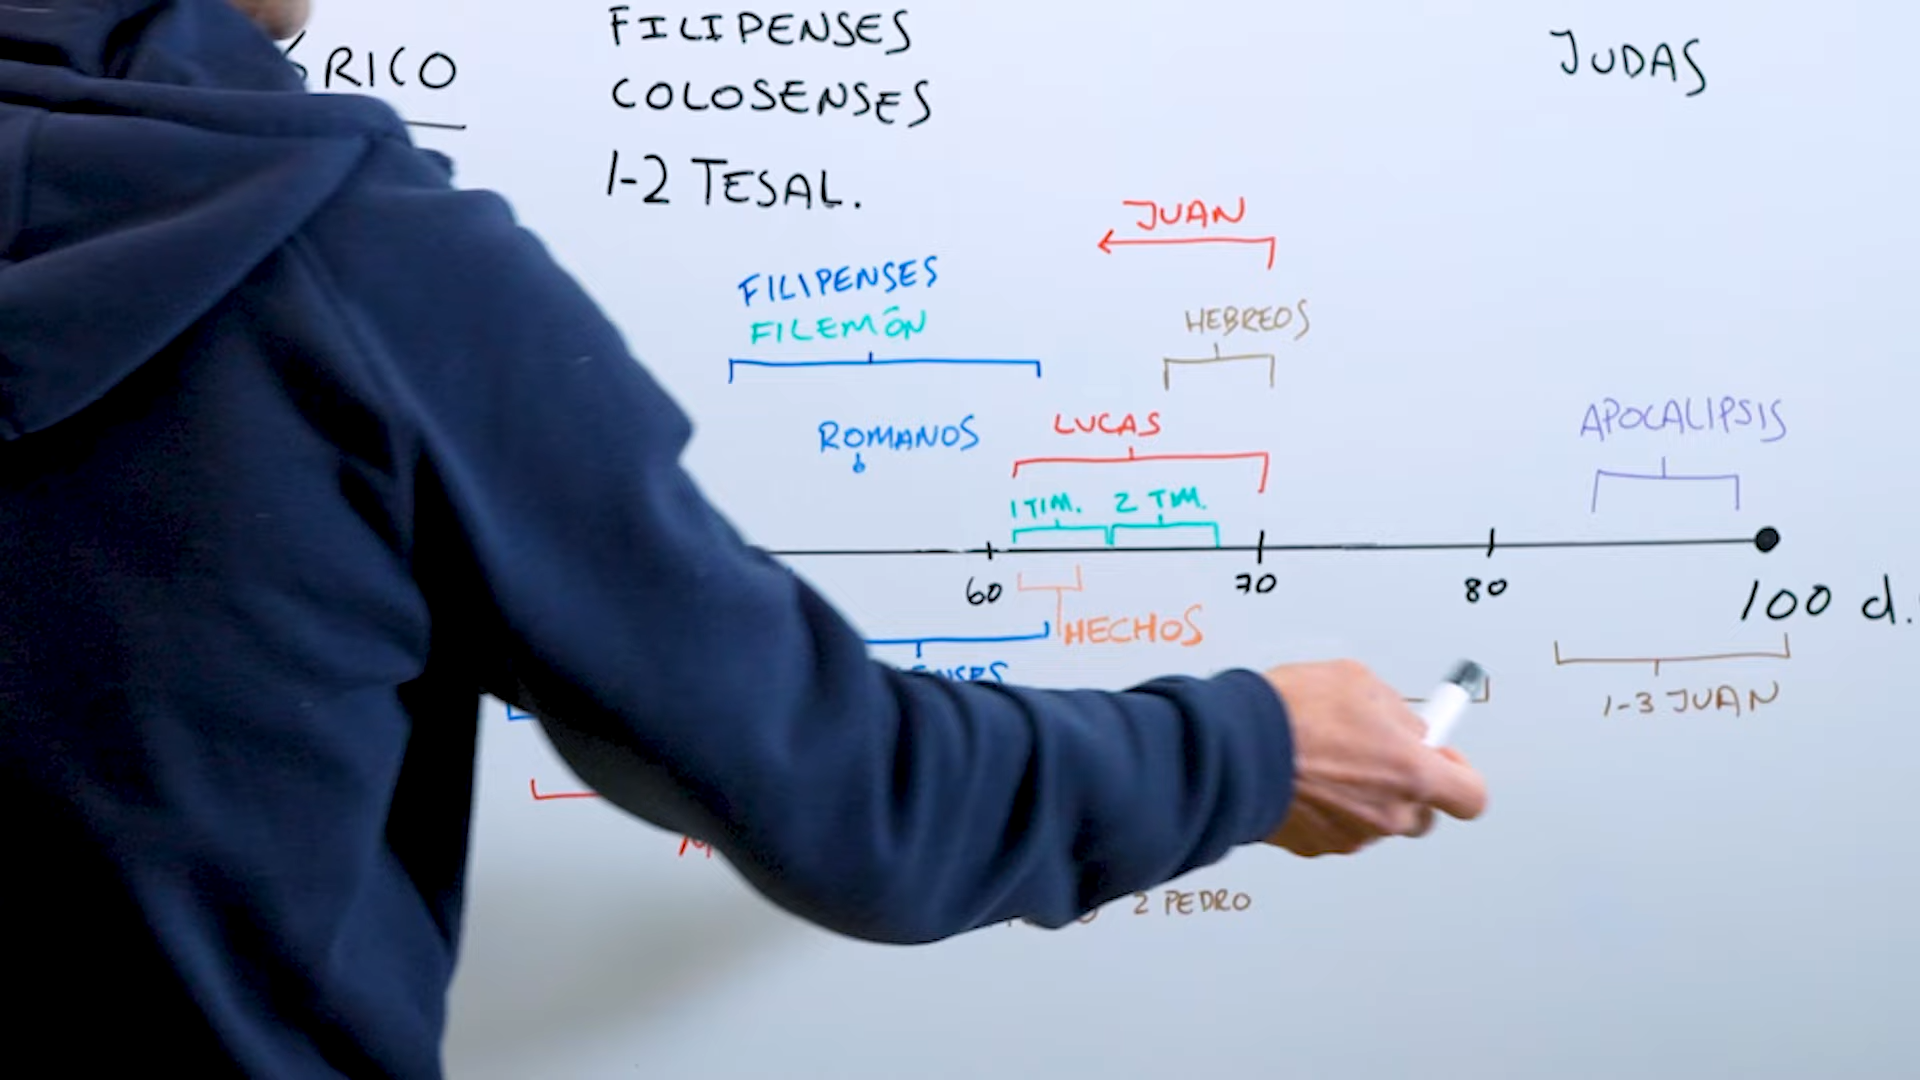 RICO
FILIPENSES
COLOSENSES
1-2 TESAL.
JUDAS
JUAN
FILIPENSES
FILEMÓN
HEBREOS
ROMANOS
LUCAS
APOCALIPSIS
1 TIM. 2 TIM.
60 70 80 100 d.
HECHOS
1-3 JUAN
2 PEDRO